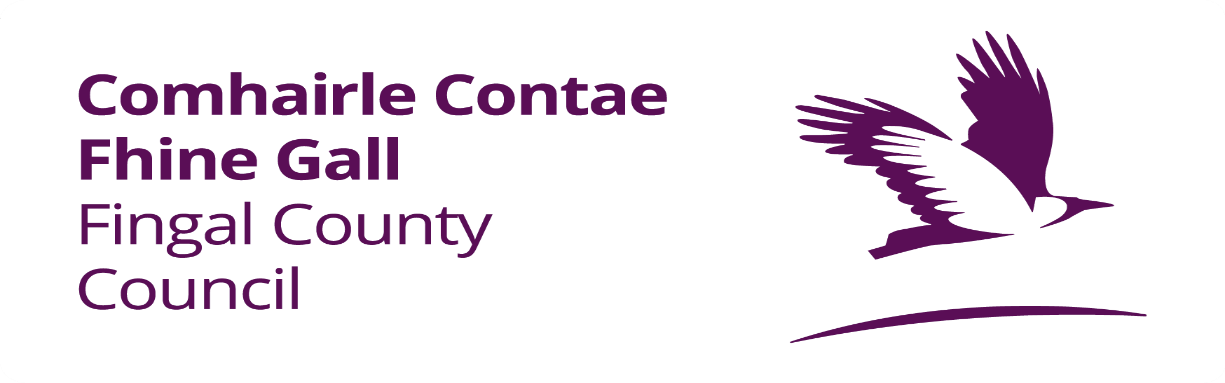 Comhairle Contae
Fhine Gall
Fingal County
Council